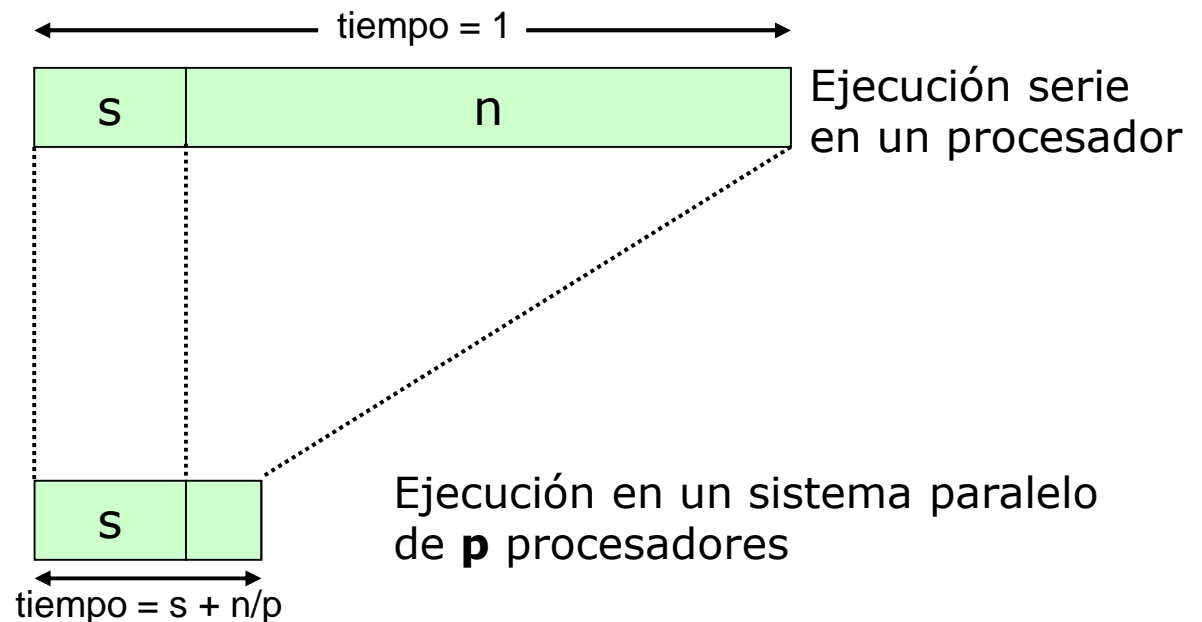 tiempo = 1
s
n
Ejecución serie
en un procesador
s
Ejecución en un sistema paralelo
de p procesadores
tiempo = s + n/p